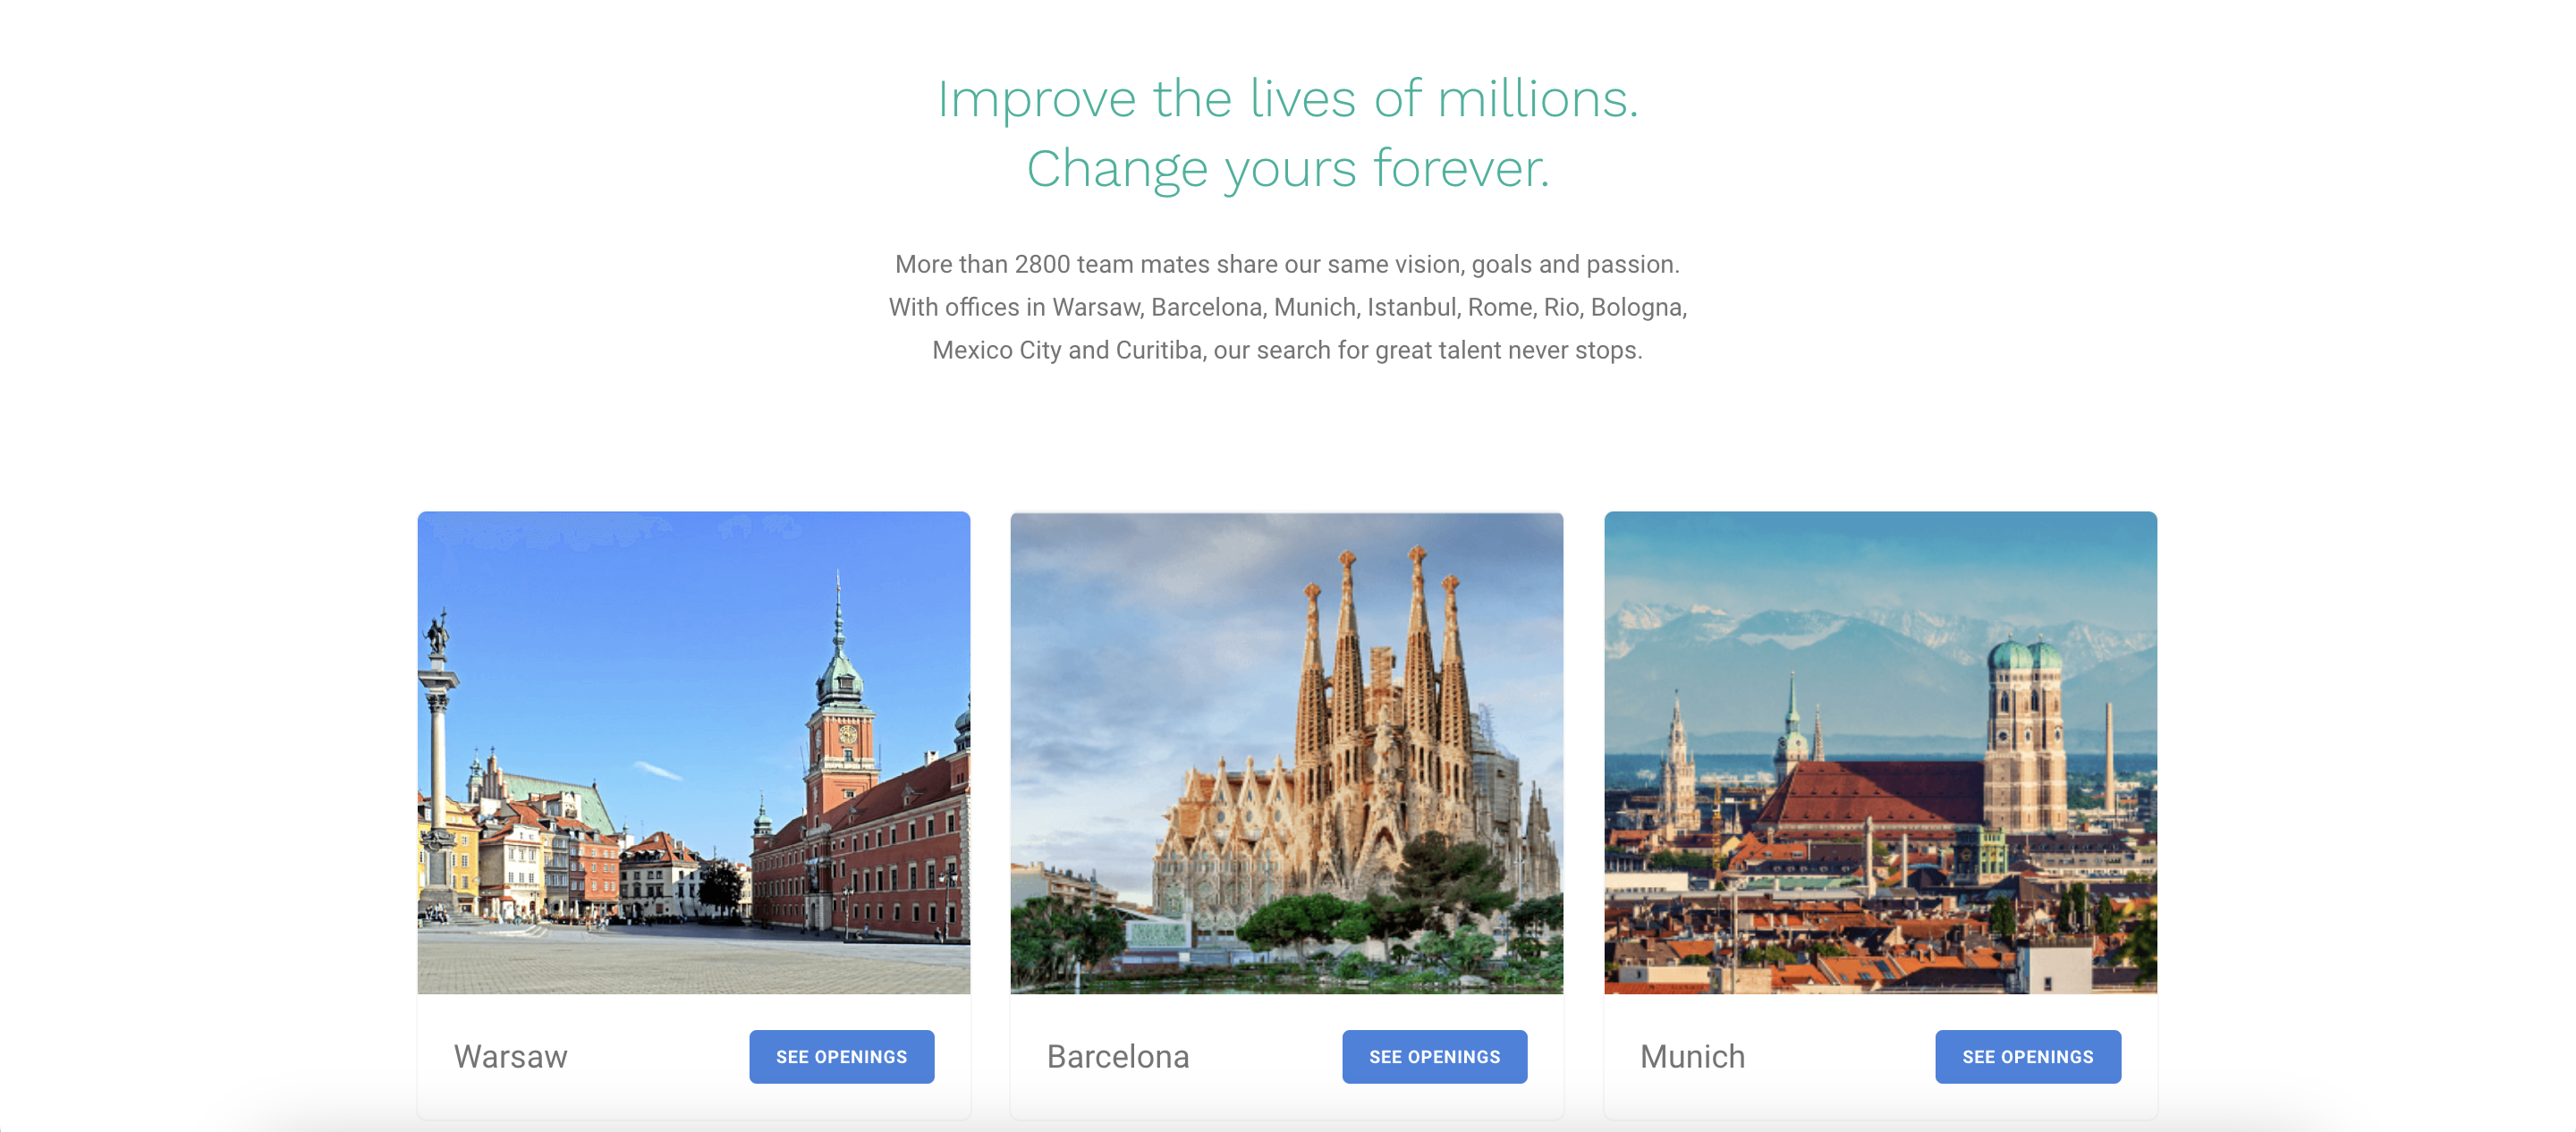 Improve the lives of millions.
Change yours forever.
More than 2800 team mates share our same vision, goals and passion.
With offices in Warsaw, Barcelona, Munich, Istanbul, Rome, Rio, Bologna,
Mexico City and Curitiba, our search for great talent never stops.
Warsaw
SEE OPENINGS
Barcelona
SEE OPENINGS
Munich
SEE OPENINGS